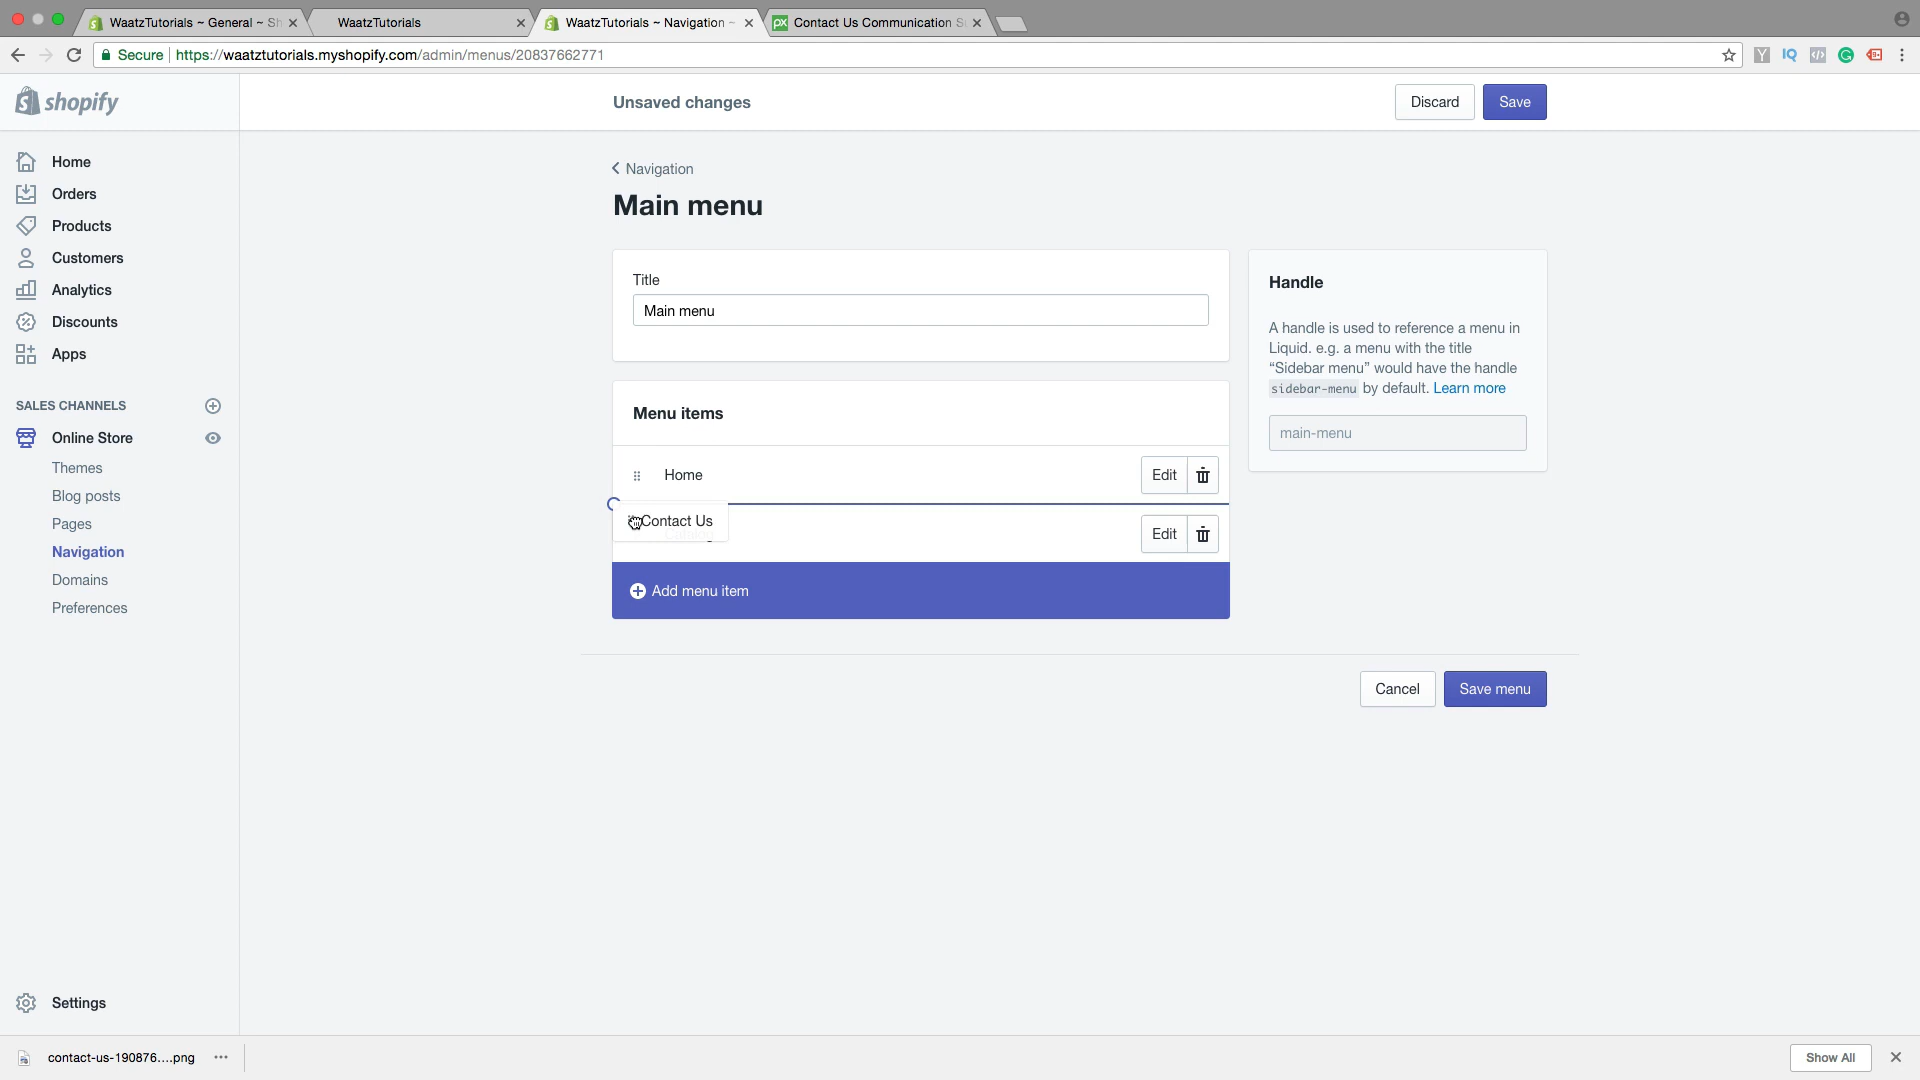 WaatzTutorials ~ General ~ Sh
WaatzTutorials
WaatzTutorials ~ Navigation ~
Contact Us Communication S
Secure
https://waatztutorials.myshopify.com/admin/menus/20837662771
shopify
Unsaved changes
Discard
Save
Home
Orders
Products
Customers
Analytics
Discounts
Apps
SALES CHANNELS
Online Store
Themes
Blog posts
Pages
Navigation
Domains
Preferences
Settings
Navigation
Main menu
Title
Main menu
Menu items
Home
Edit
Contact Us
Edit
Add menu item
Handle
A handle is used to reference a menu in
Liquid. e.g. a menu with the title
“Sidebar menu” would have the handle
sidebar-menu by default. Learn more
main-menu
Cancel
Save menu
contact-us-190876....png
Show All